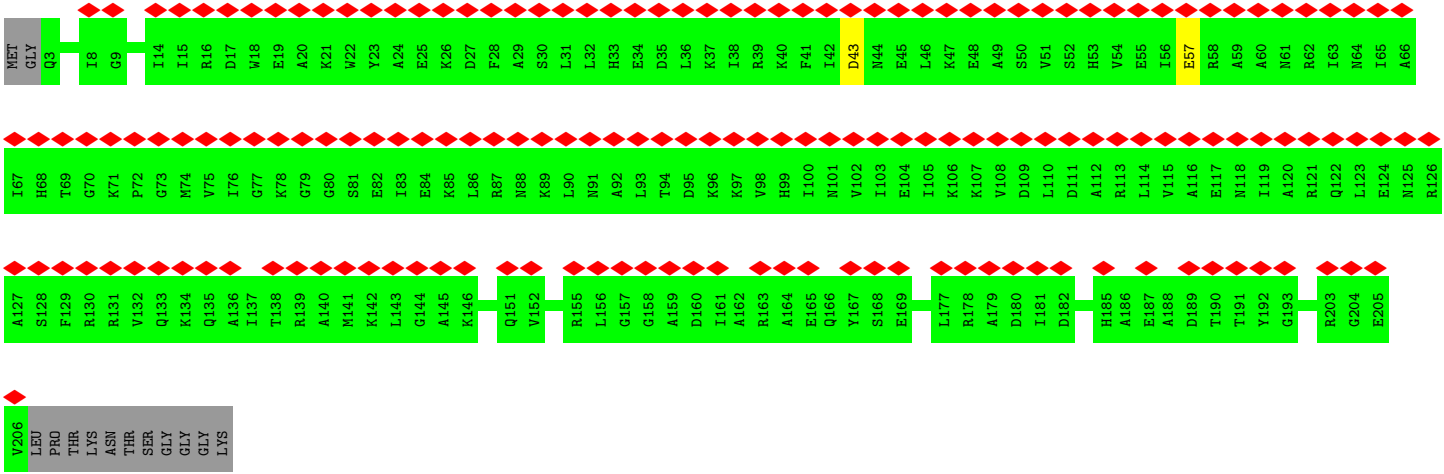 MET GLY Q3 I8 G9 I14 I15 R16 D17 W18 E19 A20 K21 W22 Y23 A24 E25 K26 D27 F28 A29 S30 L31 L32 H33 E34 D35 L36 K37 I38 R39 K40 F41 I42 D43 N44 E45 L46 K47 E48 A49 S50 V51 S52 H53 V54 E55 I56 E57 R58 A59 A60 N61 R62 I63 N64 I65 A66
I67 H68 T69 G70 K71 P72 G73 M74 V75 I76 G77 K78 G79 G80 S81 E82 I83 E84 K85 L86 R87 N88 K89 L90 N91 A92 L93 T94 D95 K96 K97 V98 H99 I100 N101 V102 I103 E104 I105 K106 K107 V108 D109 L110 D111 A112 R113 L114 V115 A116 E117 N118 I119 A120 R121 Q122 L123 E124 N125 R126
A127 S128 F129 R130 R131 V132 Q133 K134 Q135 A136 I137 T138 R139 A140 M141 K142 L143 G144 A145 K146 Q151 V152 R155 L156 G157 G158 A159 D160 I161 A162 R163 A164 E165 Q166 Y167 S168 E169 L177 R178 A179 D180 I181 D182 H185 A186 E187 A188 D189 T190 T191 Y192 G193 R203 G204 E205
V206 LEU PRO THR LYS ASN THR SER GLY GLY GLY LYS